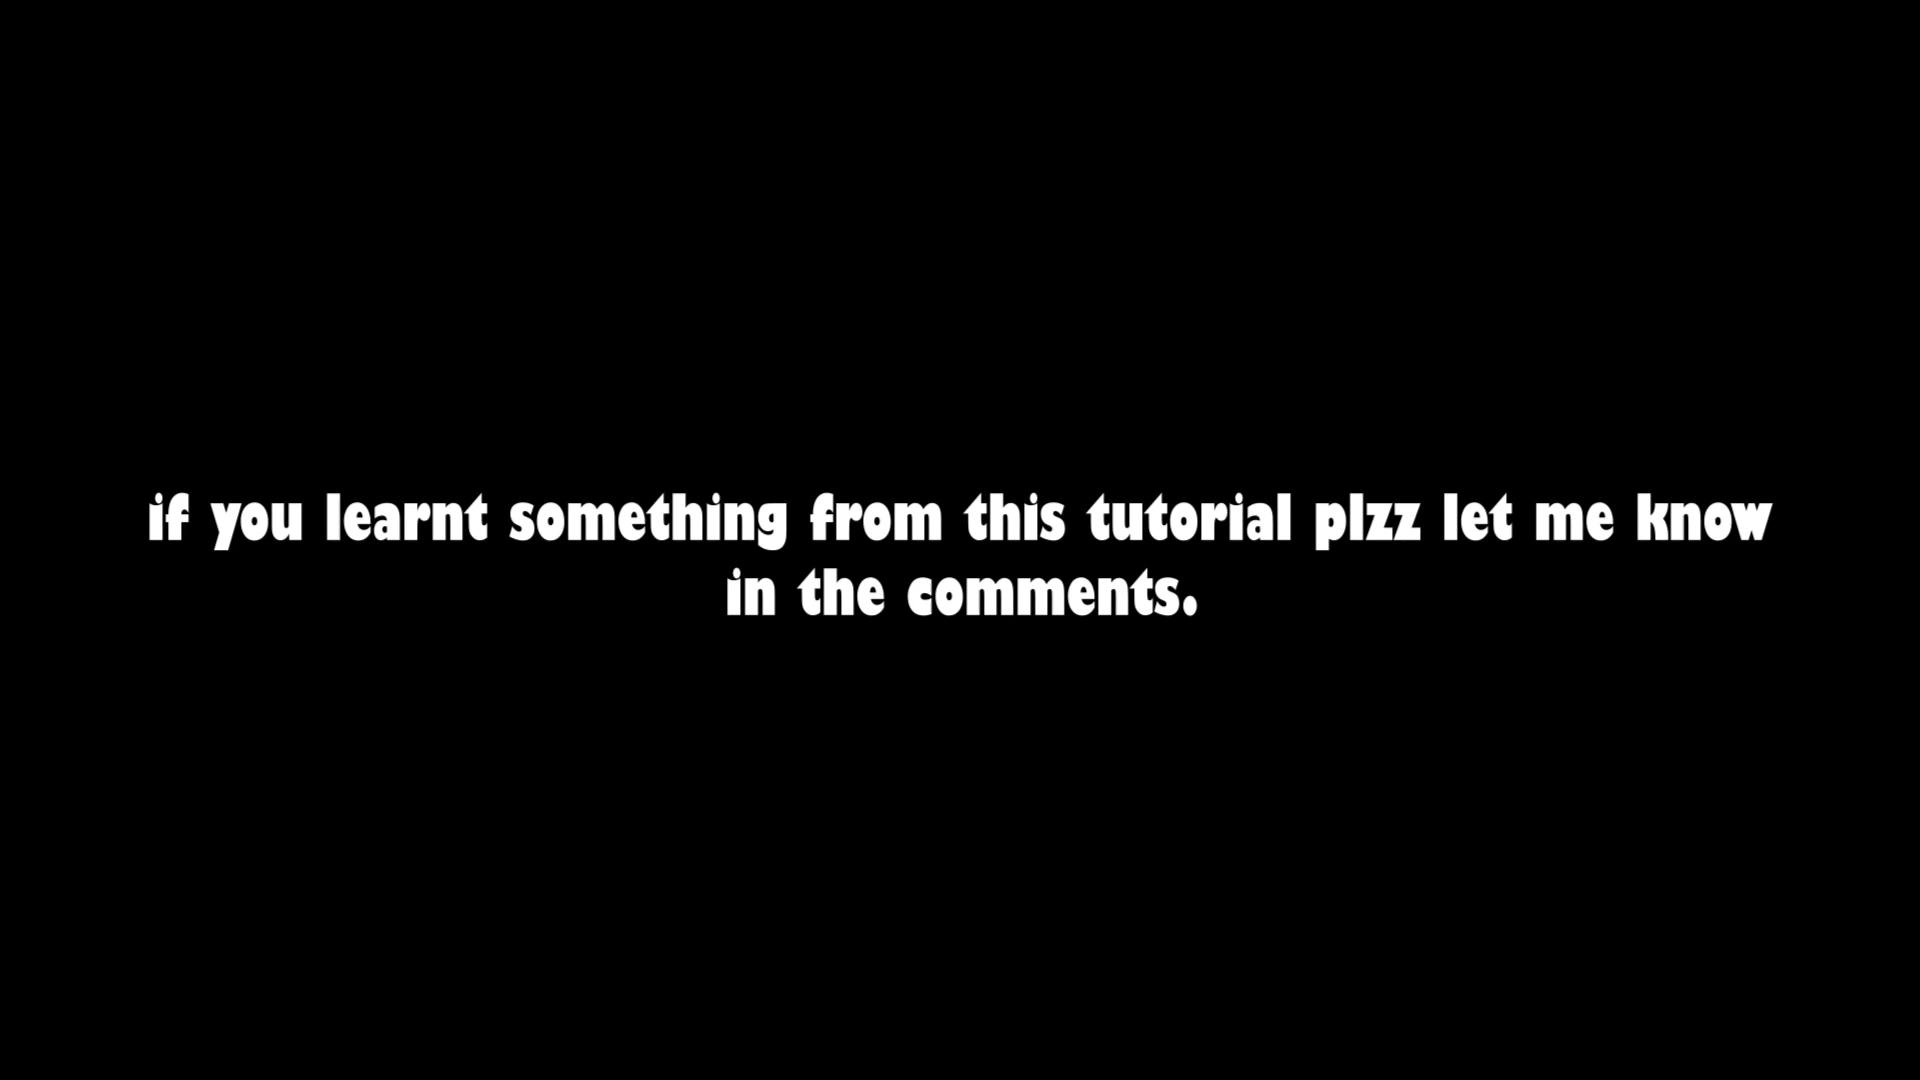 if you learnt something from this tutorial plzz let me know
in the comments.